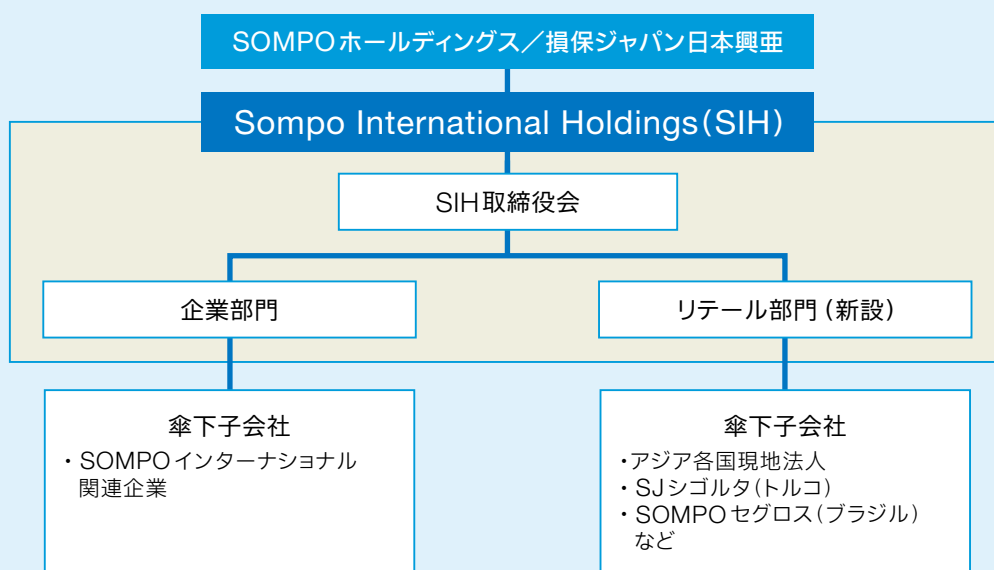 SOMPOホールディングス／損保ジャパン日本興亜
Sompo International Holdings(SIH)
SIH取締役会
企業部門
リテール部門（新設）
傘下子会社
・SOMPOインターナショナル
関連企業
傘下子会社
・アジア各国現地法人
・SJシゴルタ(トルコ)
・SOMPOセグロス(ブラジル)
など